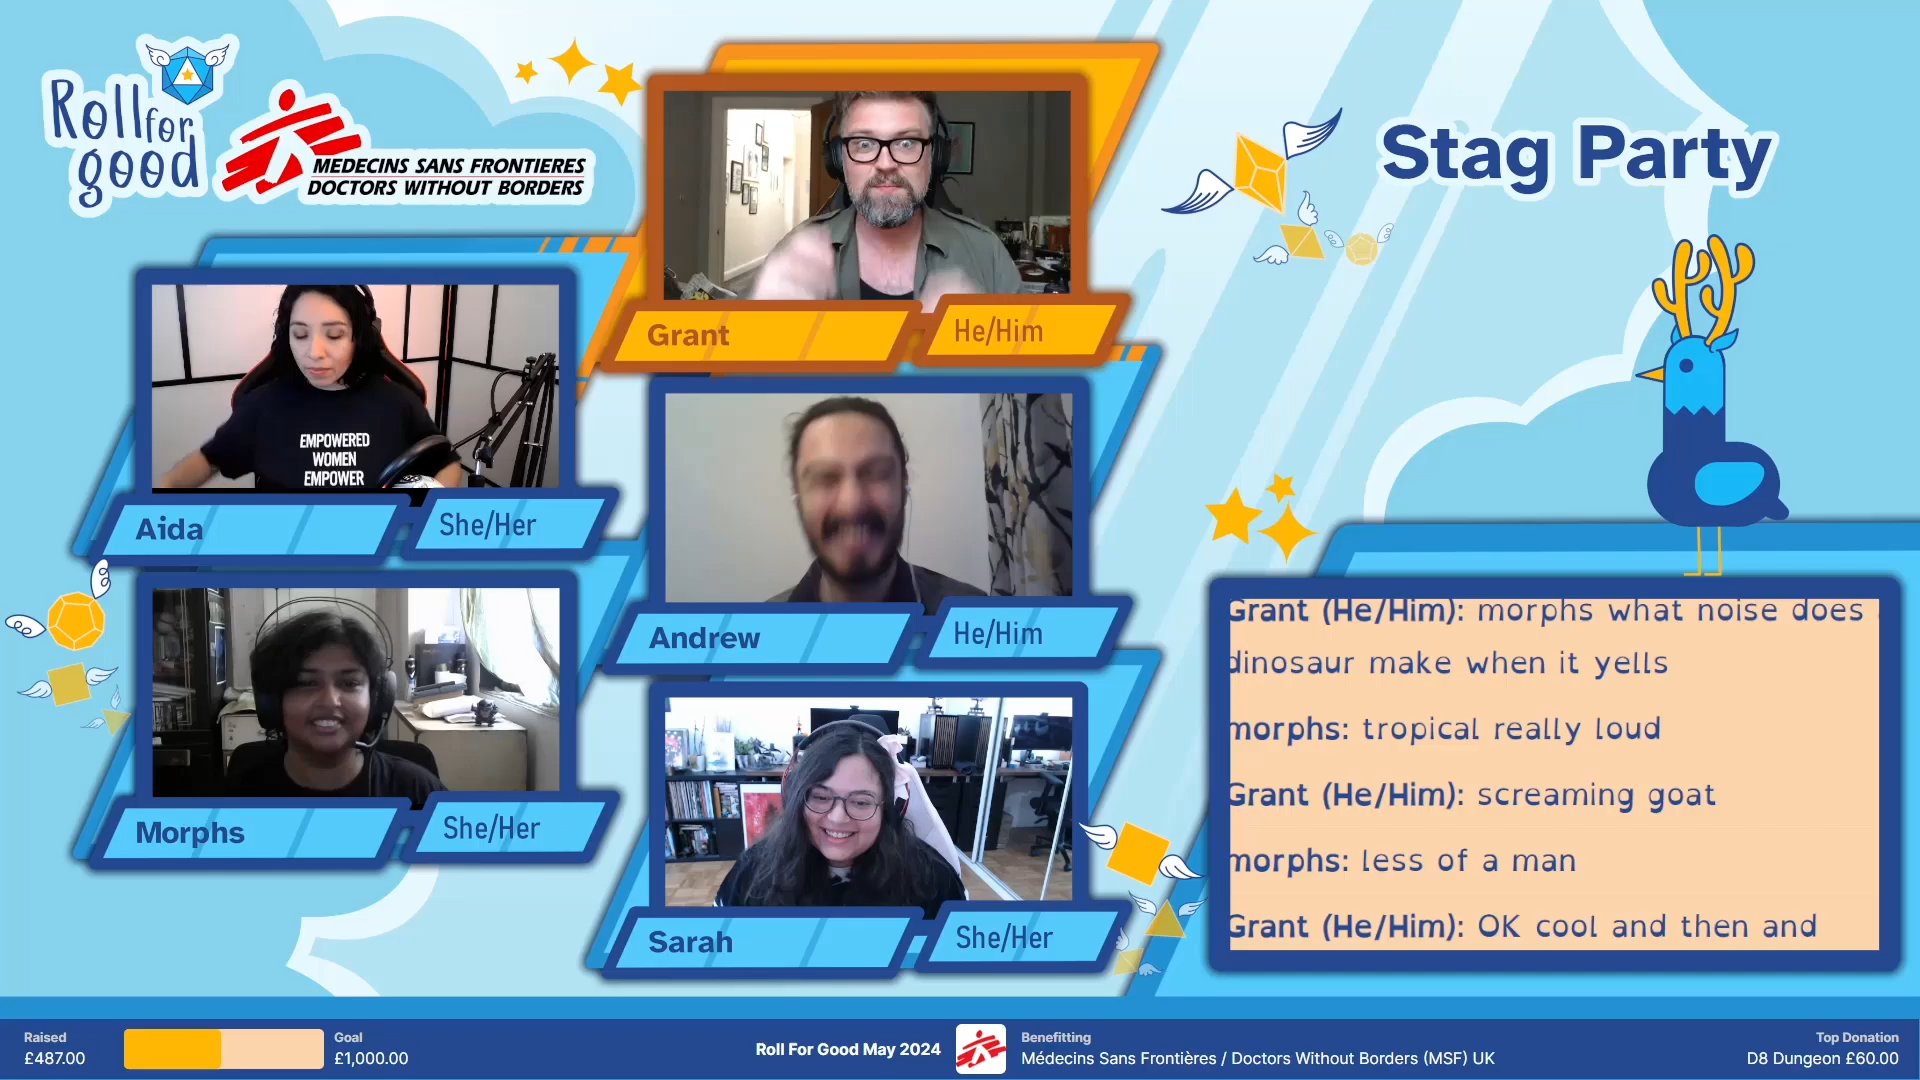 Roll for good
MEDECINS SANS FRONTIERES
DOCTORS WITHOUT BORDERS
Stag Party
Grant
He/Him
EMPOWERED
WOMEN
EMPOWER
Aida
She/Her
Andrew
He/Him
Morphs
She/Her
Sarah
She/Her
Grant (He/Him): morphs what noise does
dinosaur make when it yells
morphs: tropical really loud
Grant (He/Him): screaming goat
morphs: less of a man
Grant (He/Him): OK cool and then and
Raised
£487.00
Goal
£1,000.00
Roll For Good May 2024
Benefitting
Médecins Sans Frontières / Doctors Without Borders (MSF) UK
Top Donation
D8 Dungeon £60.00